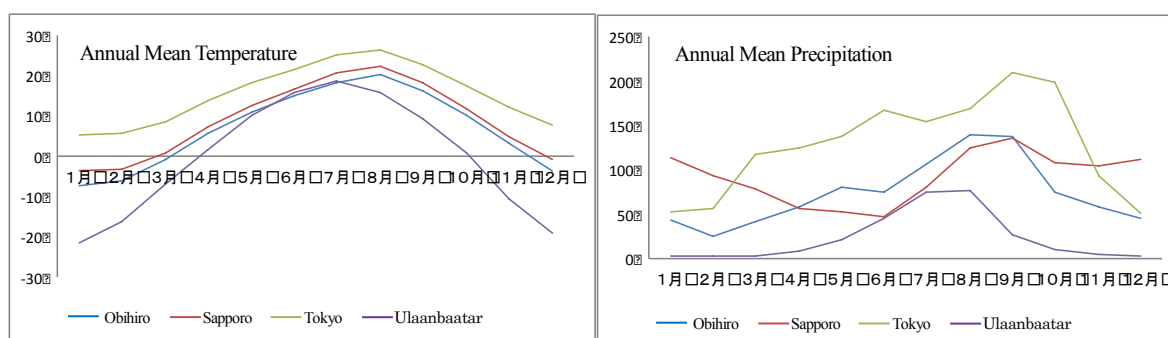 Annual Mean Temperature
30
20
10
0
-10
-20
-30
1月 2月 3月 4月 5月 6月 7月 8月 9月 10月 11月 12月
Obihiro Sapporo Tokyo Ulaanbaatar
Annual Mean Precipitation
250
200
150
100
50
0
1月 2月 3月 4月 5月 6月 7月 8月 9月 10月 11月 12月
Obihiro Sapporo Tokyo Ulaanbaatar